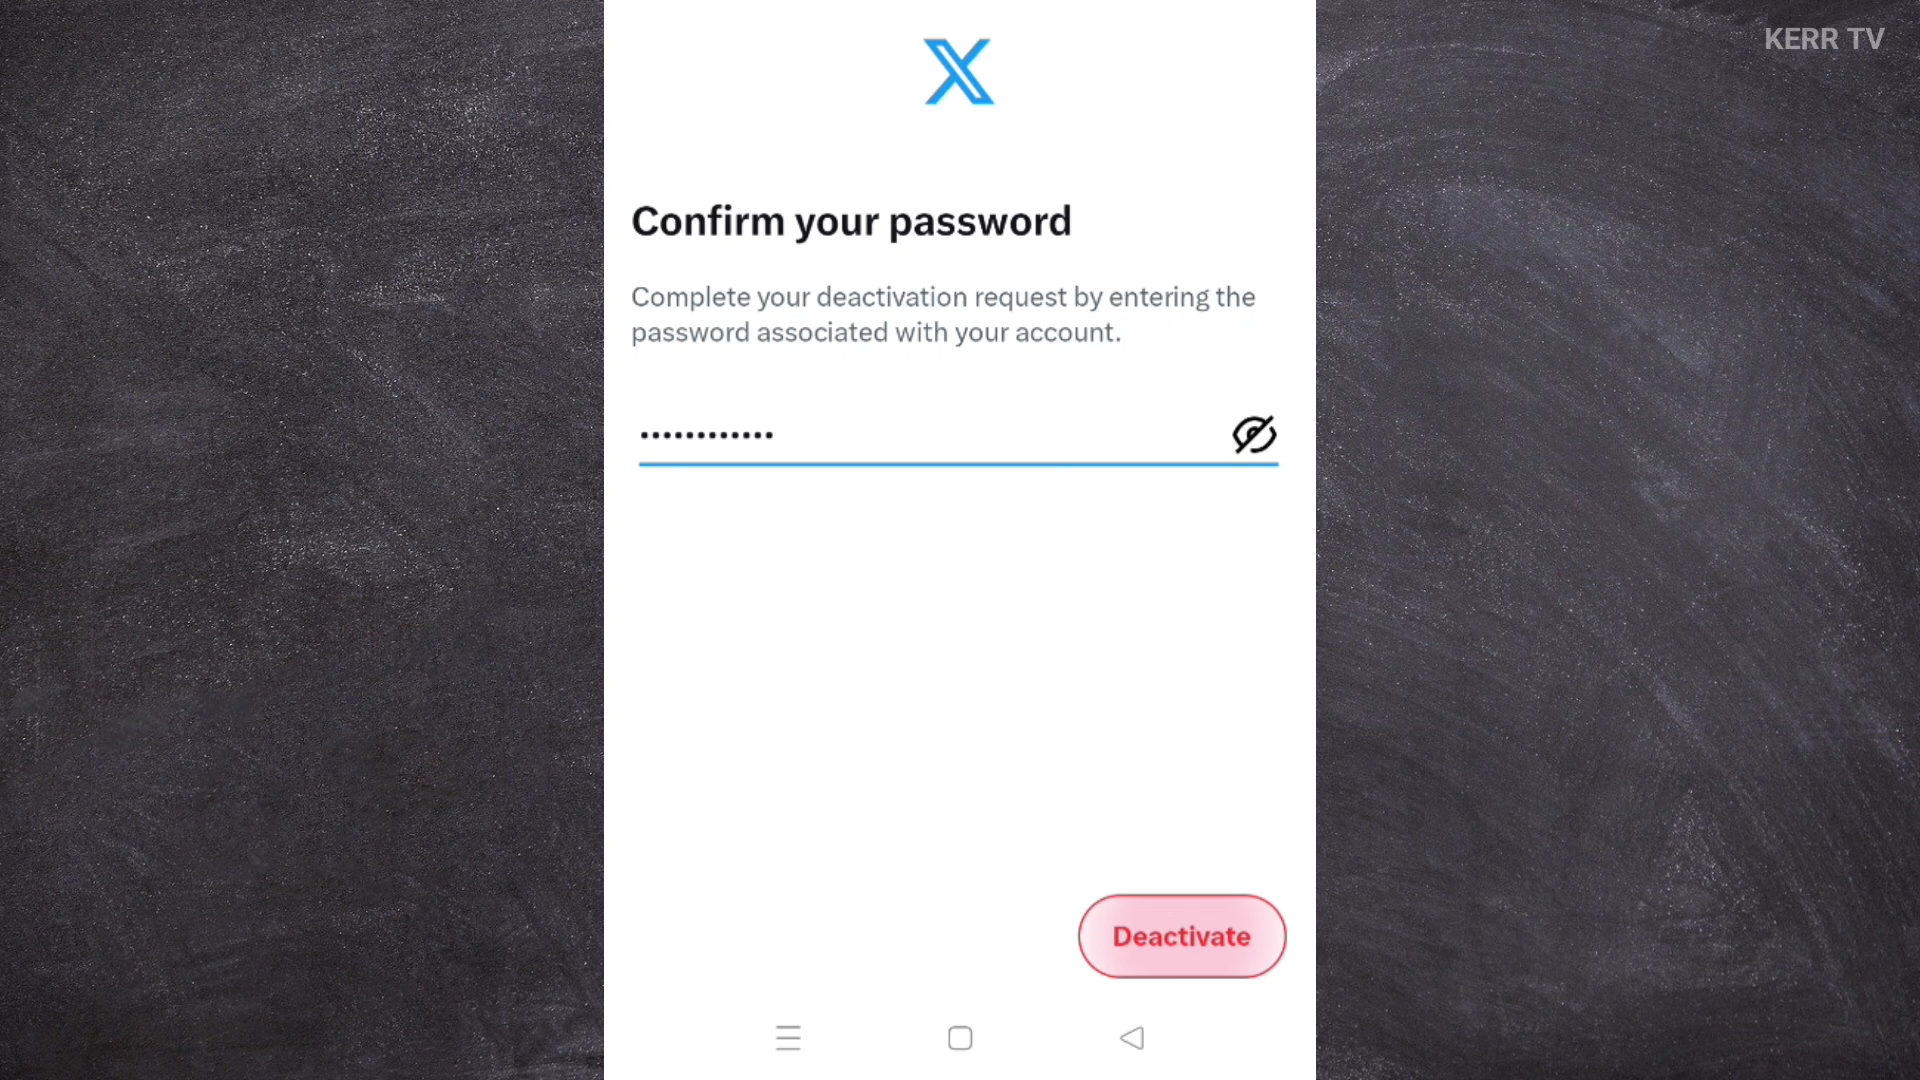 KERR TV
Confirm your password
Complete your deactivation request by entering the
password associated with your account.
••••••••••••
Deactivate